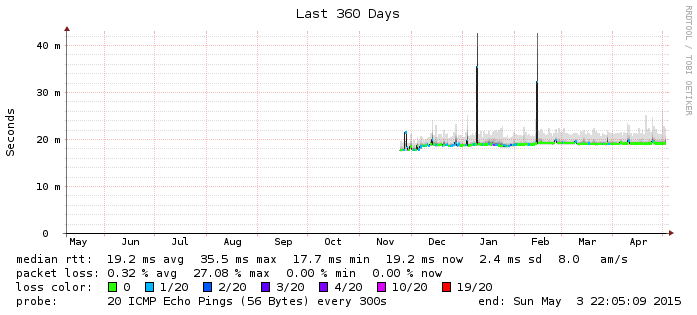 Last 360 Days
RRDTOOL / TOBI OETIKER
Seconds
40 m
30 m
20 m
10 m
0
May Jun Jul Aug Sep Oct Nov Dec Jan Feb Mar Apr
median rtt: 19.2 ms avg 35.5 ms max 17.7 ms min 19.2 ms now 2.4 ms sd 8.0 am/s
packet loss: 0.32 % avg 27.08 % max 0.00 % min 0.00 % now
loss color: 0 1/20 2/20 3/20 4/20 10/20 19/20
probe: 20 ICMP Echo Pings (56 Bytes) every 300s end: Sun May 3 22:05:09 2015